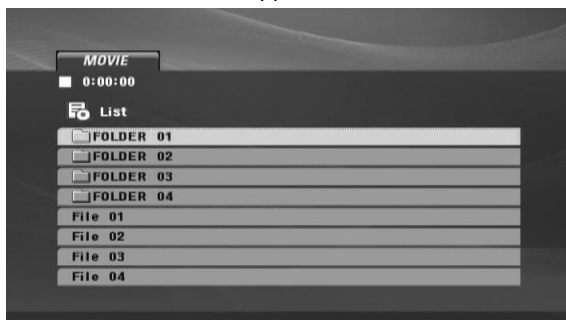 MOVIE
0:00:00
List
FOLDER 01
FOLDER 02
FOLDER 03
FOLDER 04
File 01
File 02
File 03
File 04